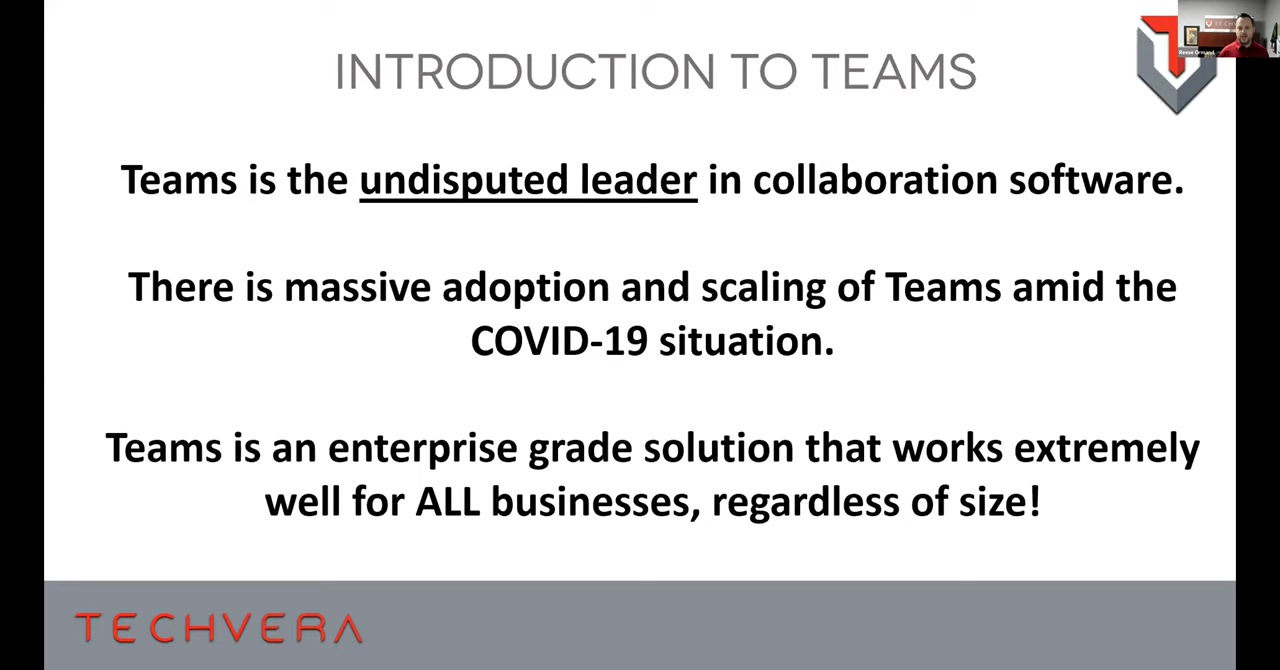 INTRODUCTION TO TEAMS
Teams is the undisputed leader in collaboration software.
There is massive adoption and scaling of Teams amid the
COVID-19 situation.
Teams is an enterprise grade solution that works extremely
well for ALL businesses, regardless of size!
TECHVERA
Reese Ormand